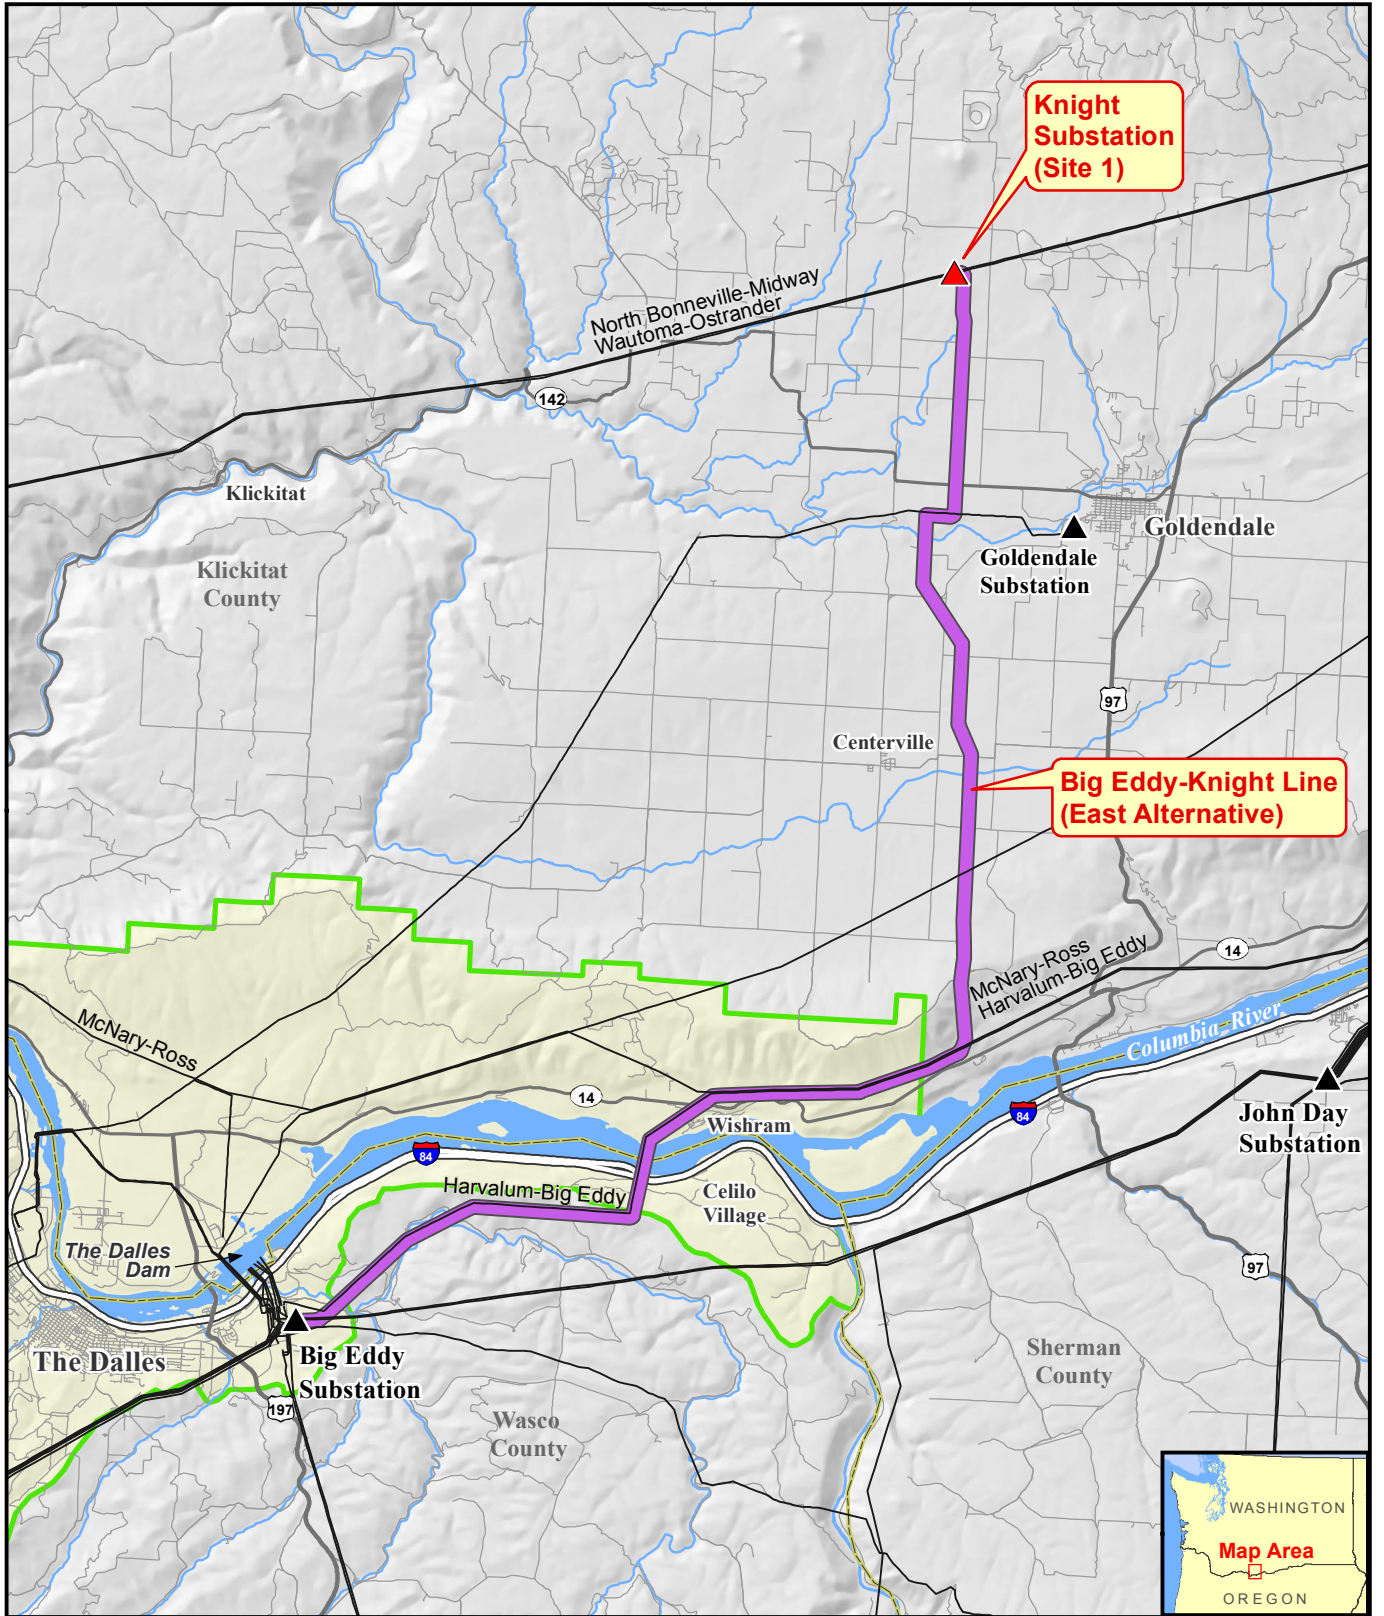 Knight
Substation
(Site 1)
North Bonneville-Midway
Wautoma-Ostrander
142
Klickitat
Klickitat
County
Goldendale
Goldendale
Substation
97
Centerville
Big Eddy-Knight Line
(East Alternative)
McNary-Ross
Harvalum-Big Eddy
14
Columbia River
McNary-Ross
14
84
John Day
Substation
Wishram
84
Harvalum-Big Eddy
Celilo
Village
The Dalles
Dam
97
The Dalles
Big Eddy
Substation
Sherman
County
197
Wasco
County
WASHINGTON
Map Area
OREGON